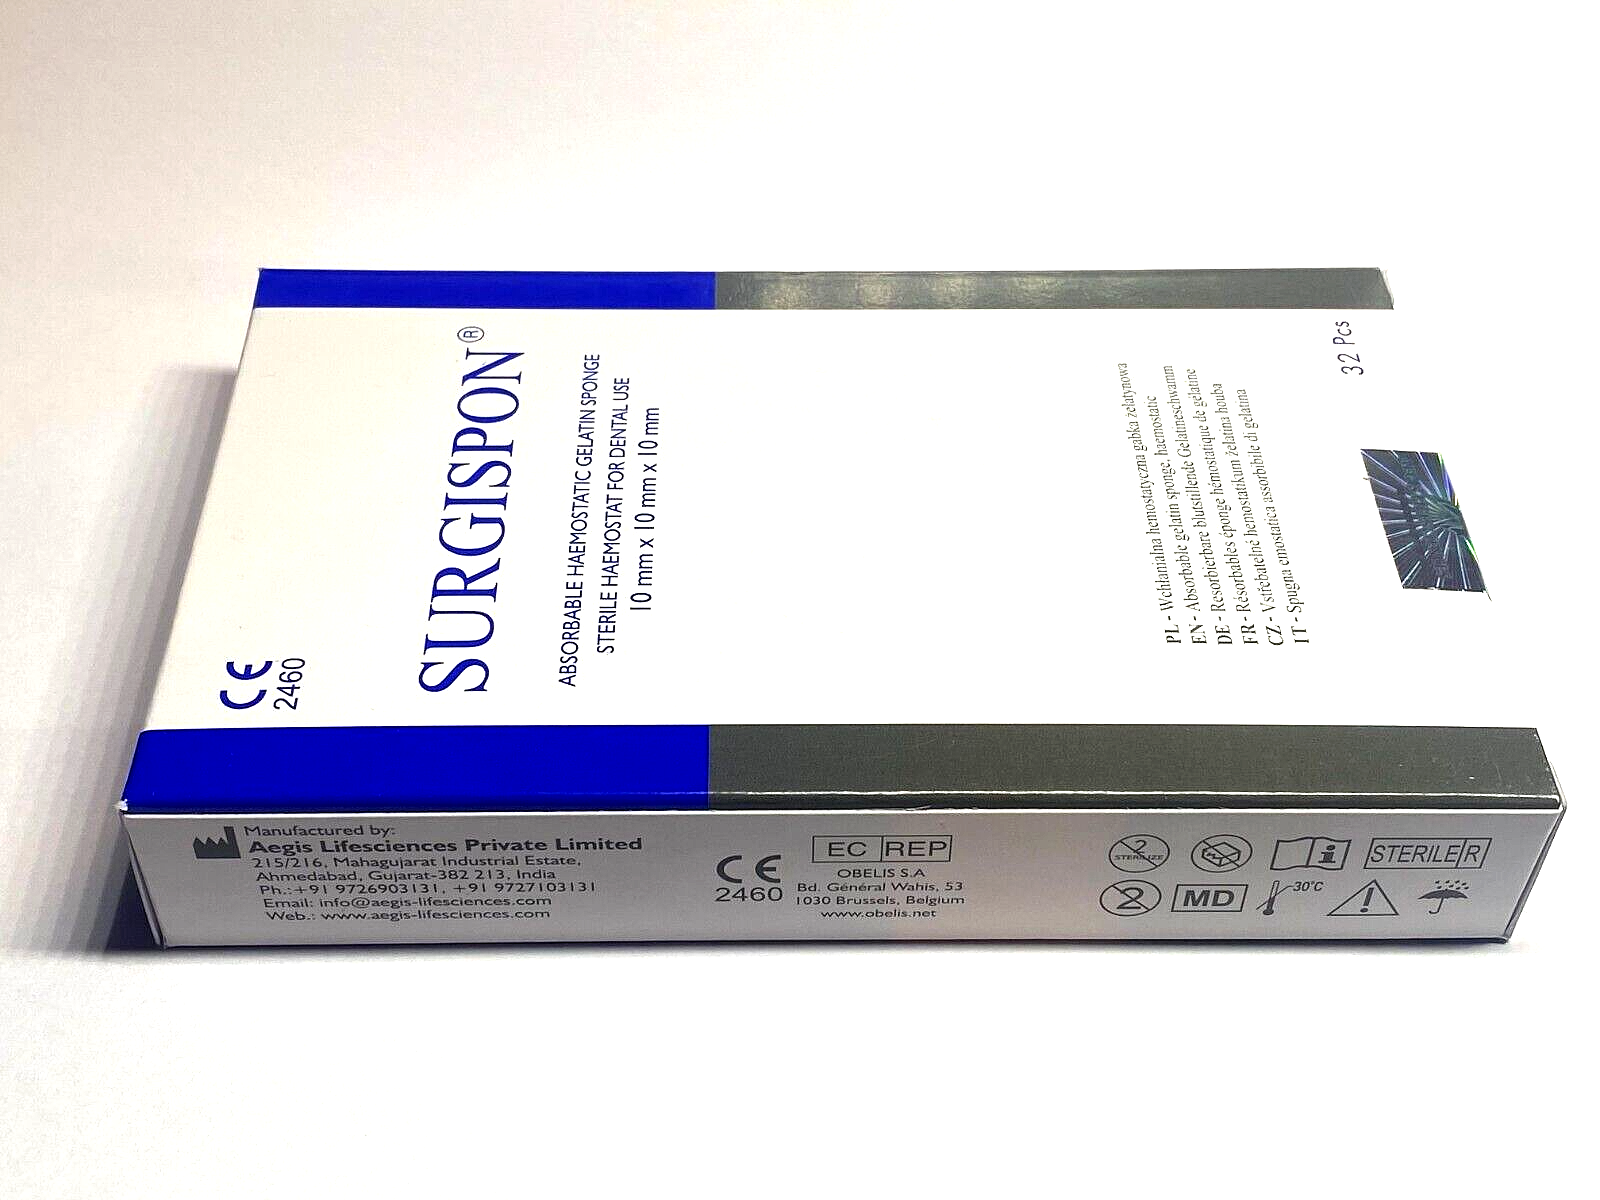 CE
2460
SURGISPON®
ABSORBABLE HAEMOSTATIC GELATIN SPONGE
STERILE HAEMOSTAT FOR DENTAL USE
10 mm x 10 mm x 10 mm
PL - Wchłanialna hemostatyczna gąbka żelatynowa
EN - Absorbable gelatin sponge, haemostatic
DE - Resorbierbare blutstillende Gelatineschwamm
FR - Résorbables éponge hémostatique de gélatine
CZ - Vstřebatelné hemostatikum želatina houba
IT - Spugna emostatica assorbibile di gelatina
32 Pcs
Manufactured by:
Aegis Lifesciences Private Limited
215/216, Mahagujarat Industrial Estate,
Ahmedabad, Gujarat-382 213, India
Ph.:+91 9726903131, +91 9727103131
Email: info@aegis-lifesciences.com
Web.: www.aegis-lifesciences.com
CE
2460
EC REP
OBELIS S.A
Bd. Général Wahis, 53
1030 Brussels, Belgium
www.obelis.net
2
STERILIZE
i
STERILE R
2
MD
30°C